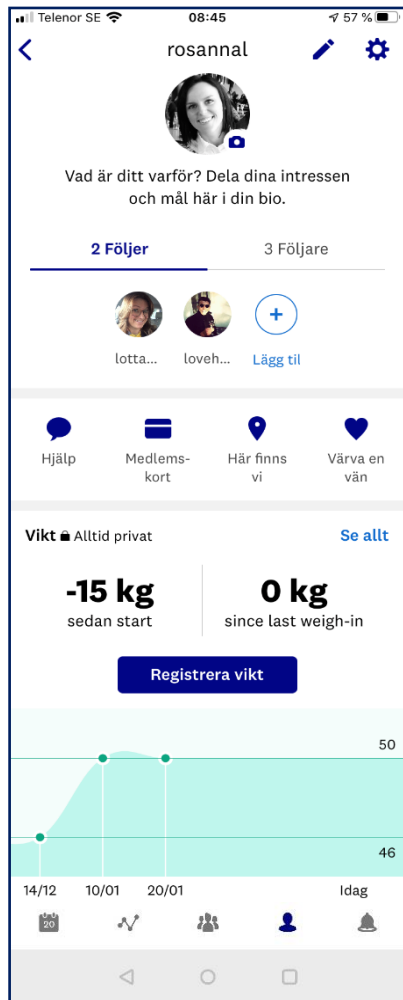 Telenor SE 08:45 57 %
rosannal
Vad är ditt varför? Dela dina intressen
och mål här i din bio.
2 Följer 3 Följare
lotta... loveh... Lägg til
Hjälp Medlems- Här finns Värva en
kort vi vän
Vikt Alltid privat Se allt
-15 kg 0 kg
sedan start since last weigh-in
Registrera vikt
50
46
14/12 10/01 20/01 Idag
20